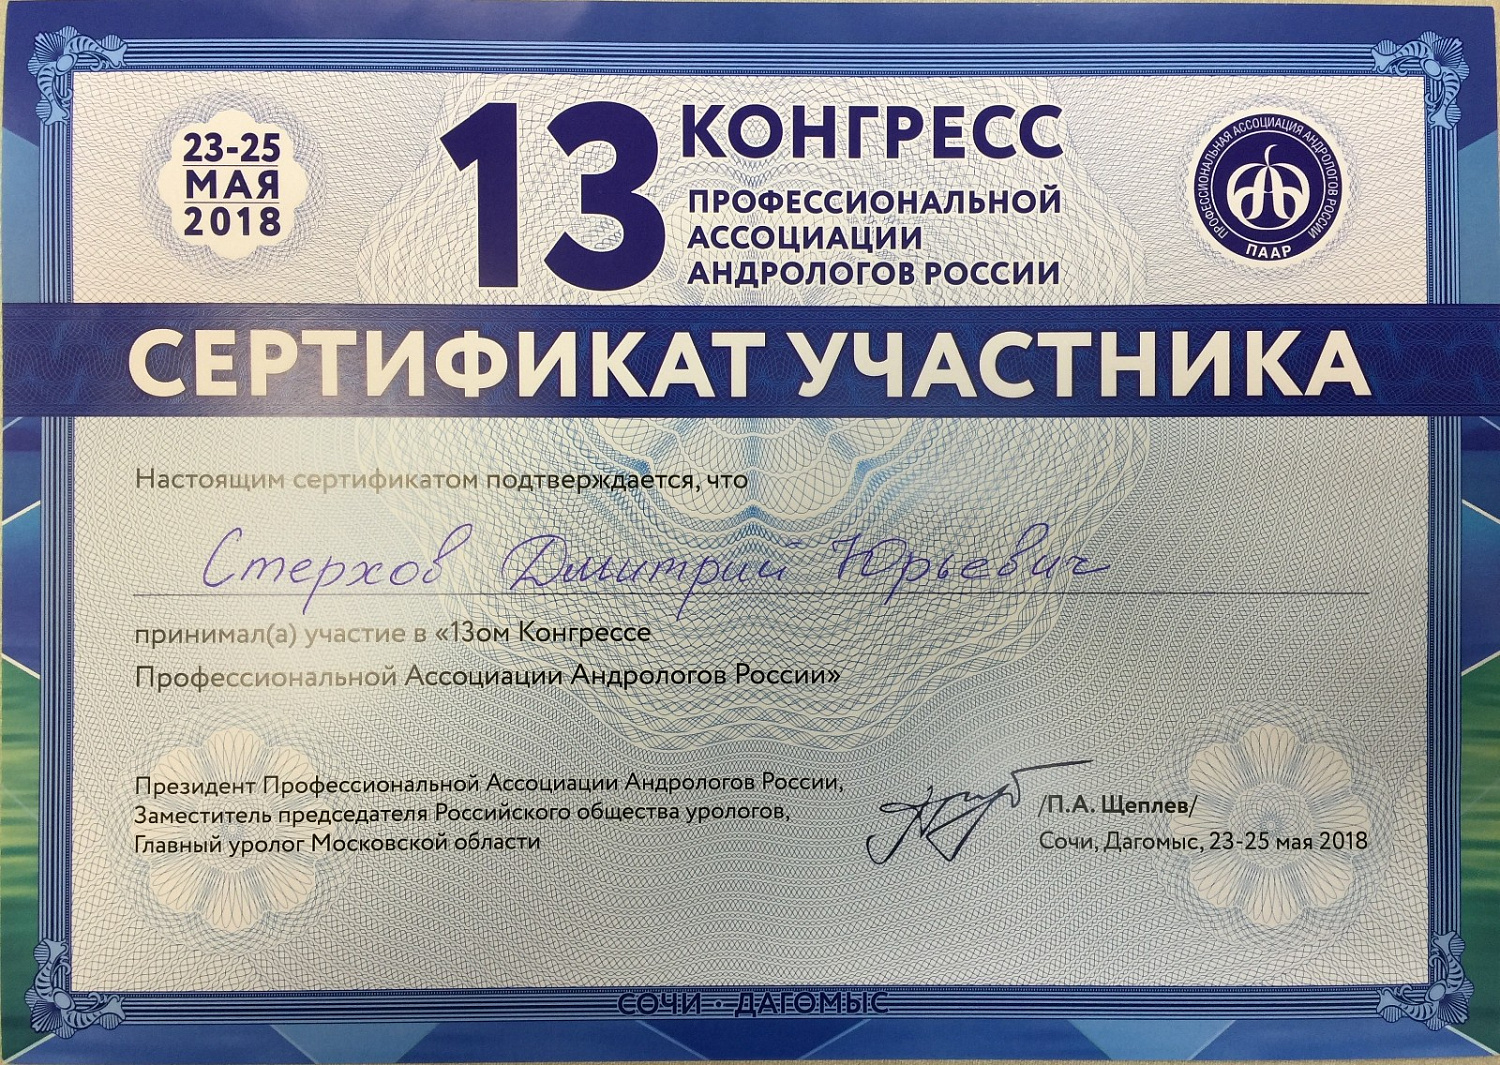 23-25
МАЯ
2018
13 КОНГРЕСС
ПРОФЕССИОНАЛЬНОЙ
АССОЦИАЦИИ
АНДРОЛОГОВ РОССИИ
ПРОФЕССИОНАЛЬНАЯ АССОЦИАЦИЯ АНДРОЛОГОВ РОССИИ
ПААР
СЕРТИФИКАТ УЧАСТНИКА
Настоящим сертификатом подтверждается, что
Стерхов Дмитрий Юрьевич
принимал(а) участие в «13ом Конгрессе
Профессиональной Ассоциации Андрологов России»
Президент Профессиональной Ассоциации Андрологов России,
Заместитель председателя Российского общества урологов,
Главный уролог Московской области
/П.А. Щеплев/
Сочи, Дагомыс, 23-25 мая 2018
СОЧИ · ДАГОМЫС